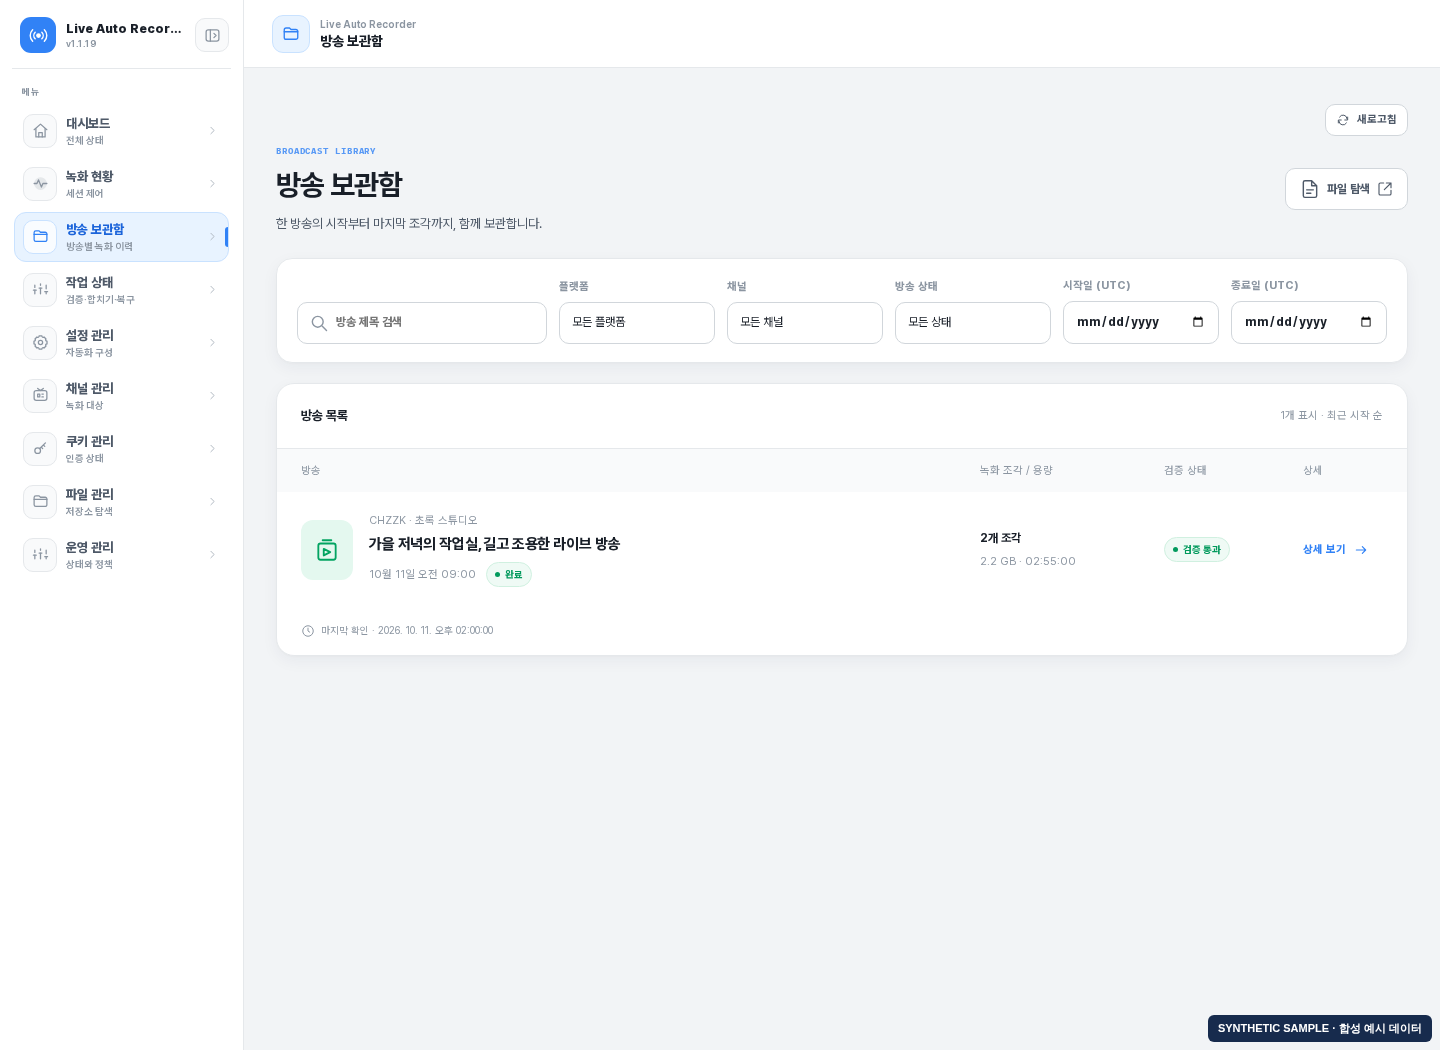 Live Auto Recor...
v1.1.19
메뉴
대시보드
전체 상태
녹화 현황
세션 제어
방송 보관함
방송별 녹화 이력
작업 상태
검증·합치기·복구
설정 관리
자동화 구성
채널 관리
녹화 대상
쿠키 관리
인증 상태
파일 관리
저장소 탐색
운영 관리
상태와 정책
Live Auto Recorder
방송 보관함
새로고침
BROADCAST LIBRARY
방송 보관함
파일 탐색
한 방송의 시작부터 마지막 조각까지, 함께 보관합니다.
방송 제목 검색
플랫폼
모든 플랫폼
채널
모든 채널
방송 상태
모든 상태
시작일 (UTC)
mm/dd/yyyy
종료일 (UTC)
mm/dd/yyyy
방송 목록
1개 표시 · 최근 시작 순
방송
녹화 조각 / 용량
검증 상태
상세
CHZZK · 초록 스튜디오
가을 저녁의 작업실, 길고 조용한 라이브 방송
10월 11일 오전 09:00
완료
2개 조각
2.2 GB · 02:55:00
검증 통과
상세 보기
마지막 확인 · 2026. 10. 11. 오후 02:00:00
SYNTHETIC SAMPLE · 합성 예시 데이터